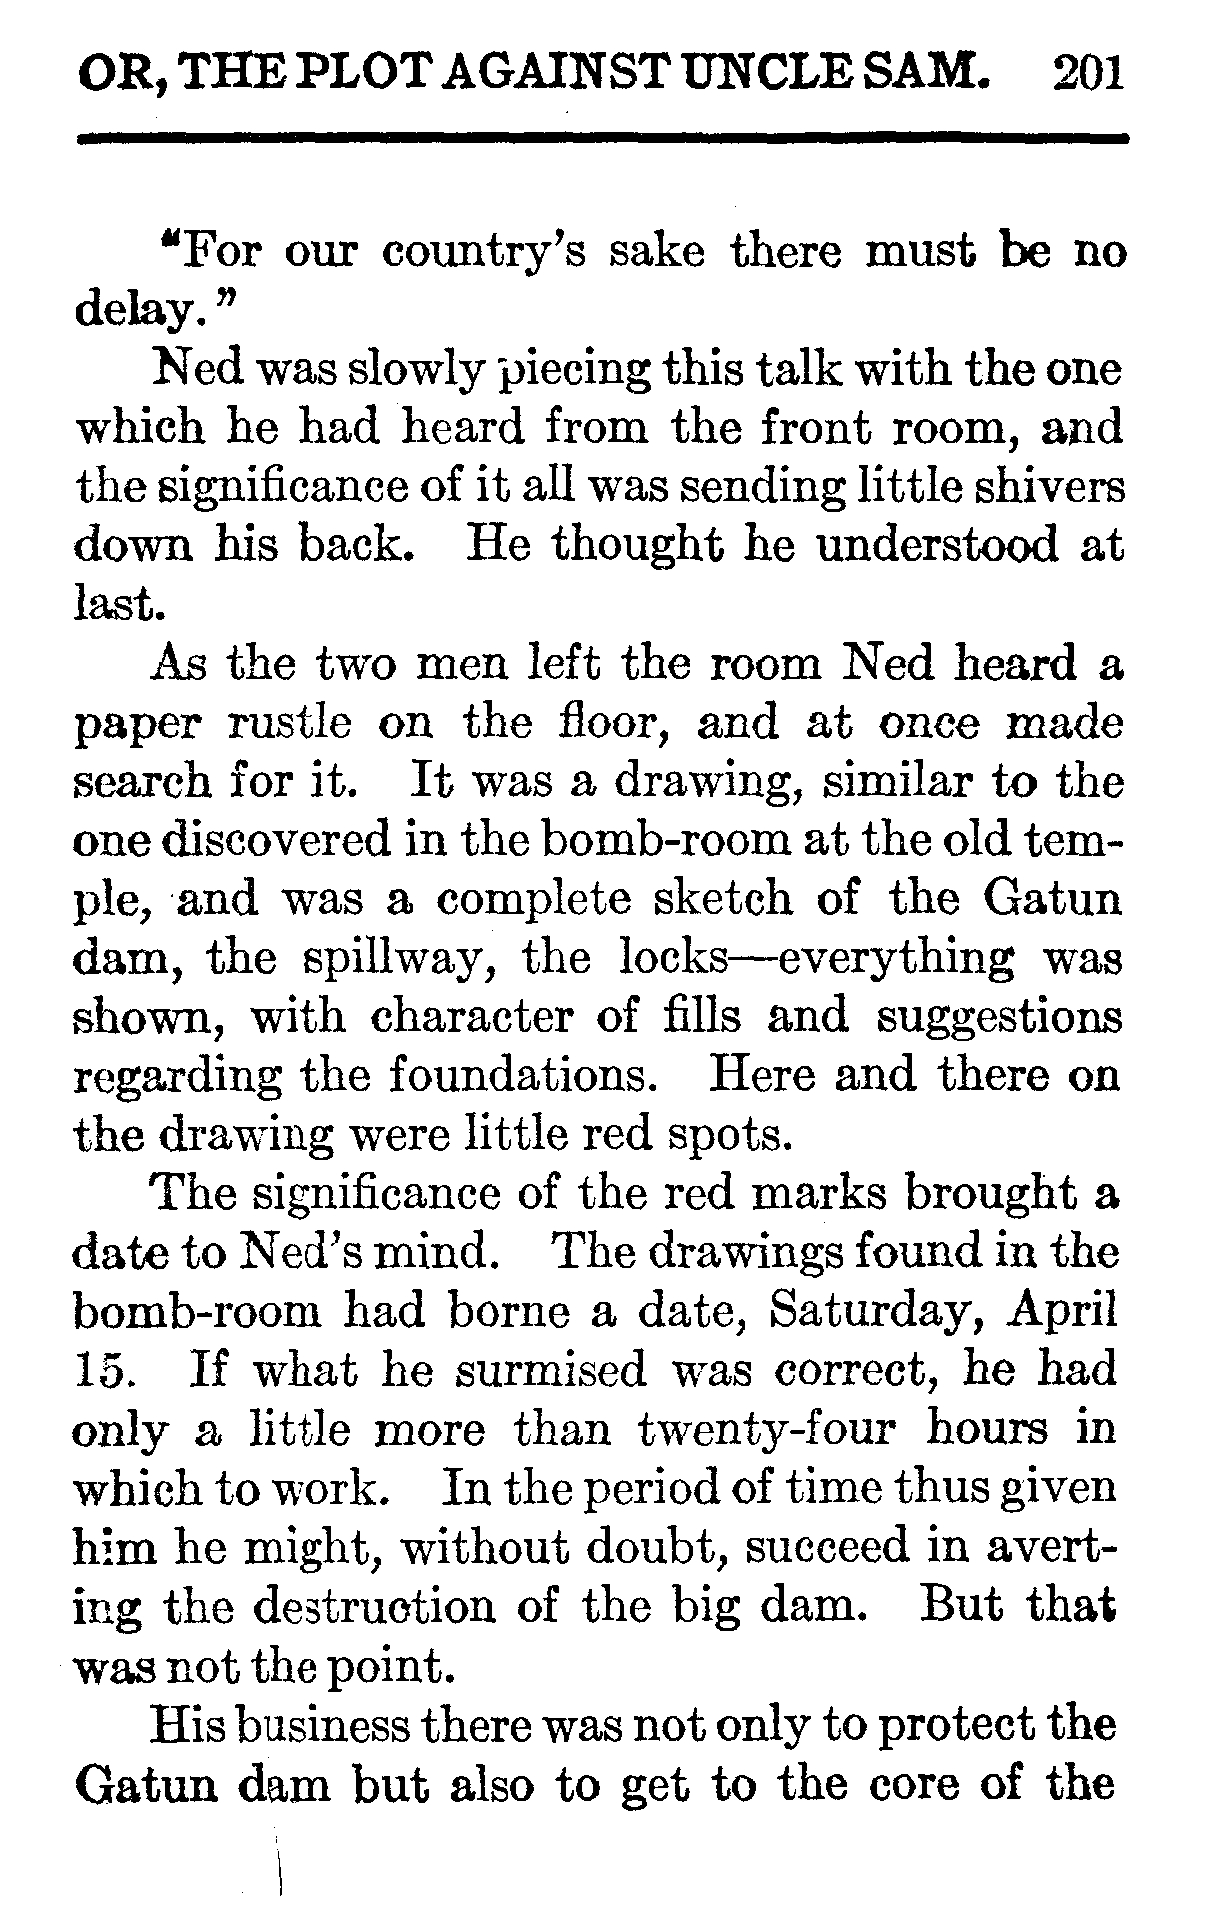 OR, THE PLOT AGAINST UNCLE SAM. 201
"For our country's sake there must be no
delay."
Ned was slowly piecing this talk with the one
which he had heard from the front room, and
the significance of it all was sending little shivers
down his back. He thought he understood at
last.
As the two men left the room Ned heard a
paper rustle on the floor, and at once made
search for it. It was a drawing, similar to the
one discovered in the bomb-room at the old tem-
ple, and was a complete sketch of the Gatun
dam, the spillway, the locks—everything was
shown, with character of fills and suggestions
regarding the foundations. Here and there on
the drawing were little red spots.
The significance of the red marks brought a
date to Ned's mind. The drawings found in the
bomb-room had borne a date, Saturday, April
15. If what he surmised was correct, he had
only a little more than twenty-four hours in
which to work. In the period of time thus given
him he might, without doubt, succeed in avert-
ing the destruction of the big dam. But that
was not the point.
His business there was not only to protect the
Gatun dam but also to get to the core of the